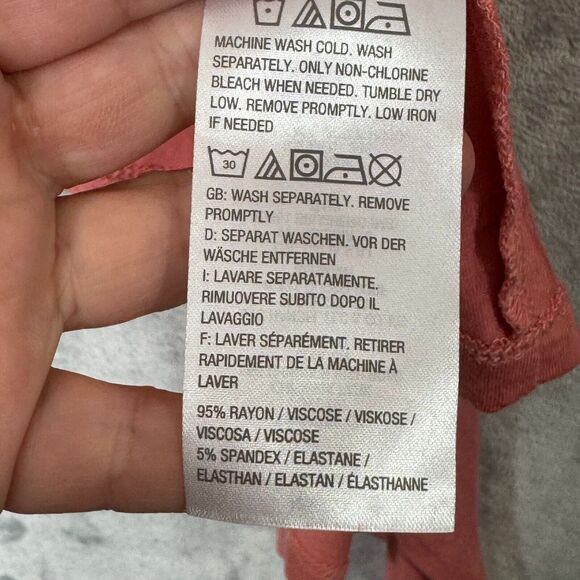 MACHINE WASH COLD. WASH
SEPARATELY. ONLY NON-CHLORINE
BLEACH WHEN NEEDED. TUMBLE DRY
LOW. REMOVE PROMPTLY. LOW IRON
IF NEEDED
30
GB: WASH SEPARATELY. REMOVE
PROMPTLY
D: SEPARAT WASCHEN. VOR DER
WÄSCHE ENTFERNEN
I: LAVARE SEPARATAMENTE.
RIMUOVERE SUBITO DOPO IL
LAVAGGIO
F: LAVER SÉPARÉMENT. RETIRER
RAPIDEMENT DE LA MACHINE À
LAVER
95% RAYON / VISCOSE / VISKOSE /
VISCOSA / VISCOSE
5% SPANDEX / ELASTANE /
ELASTHAN / ELASTAN / ÉLASTHANNE